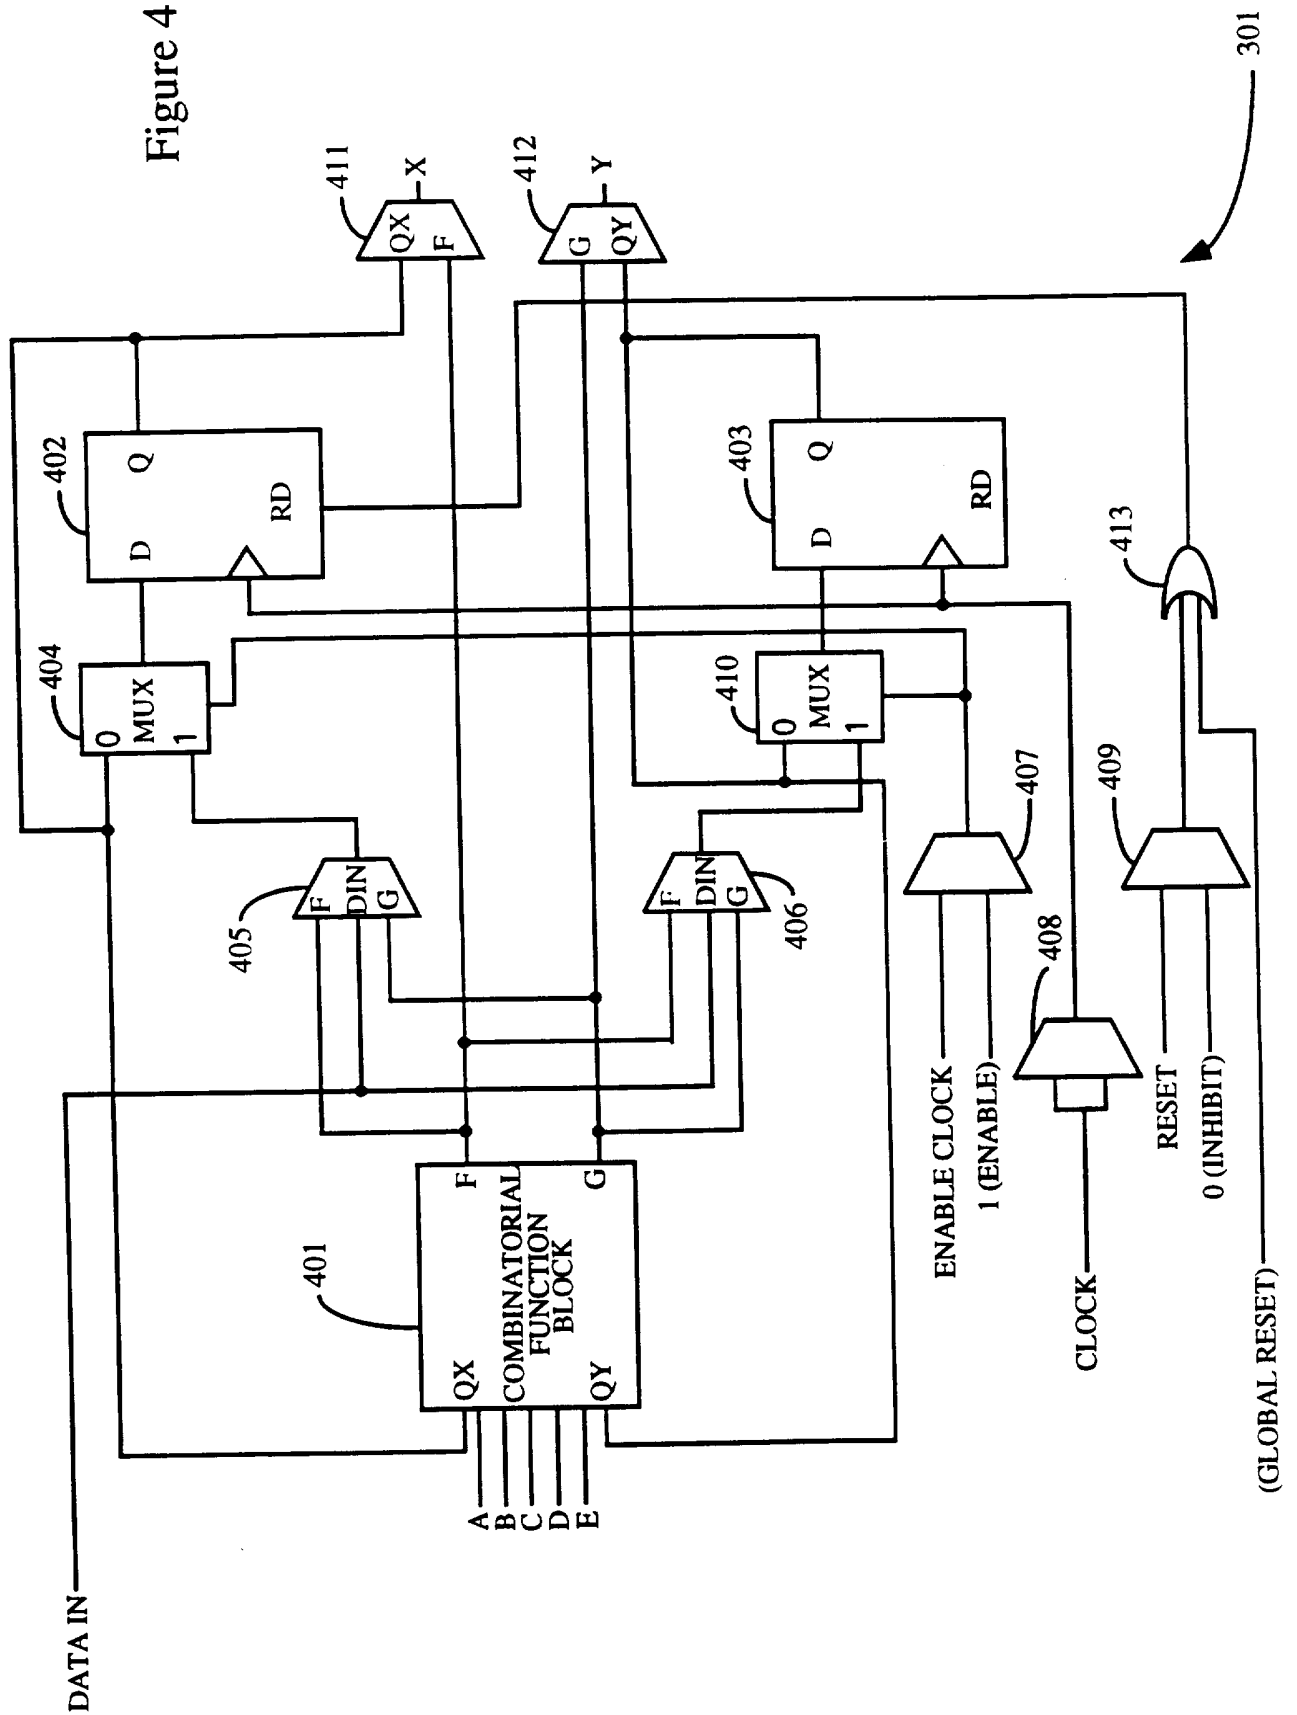 Figure 4
DATA IN
A
B
C
D
E
401
QX
COMBINATORIAL
FUNCTION
BLOCK
QY
F
G
405
F
DIN
G
406
F
DIN
G
404
0
MUX
1
410
0
MUX
1
402
D
Q
RD
403
D
Q
RD
411
QX
F
X
412
G
QY
Y
ENABLE CLOCK
1 (ENABLE)
407
CLOCK
408
RESET
0 (INHIBIT)
409
(GLOBAL RESET)
413
301